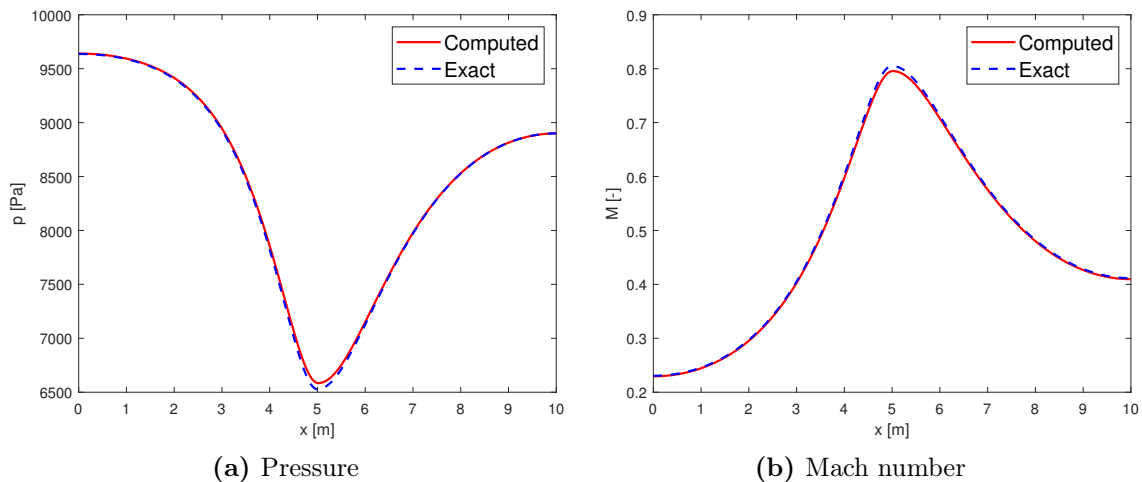 10000
9500
9000
8500
8000
7500
7000
6500
p [Pa]
0 1 2 3 4 5 6 7 8 9 10
x [m]
Computed
Exact
(a) Pressure
0.9
0.8
0.7
0.6
0.5
0.4
0.3
0.2
M [-]
0 1 2 3 4 5 6 7 8 9 10
x [m]
Computed
Exact
(b) Mach number